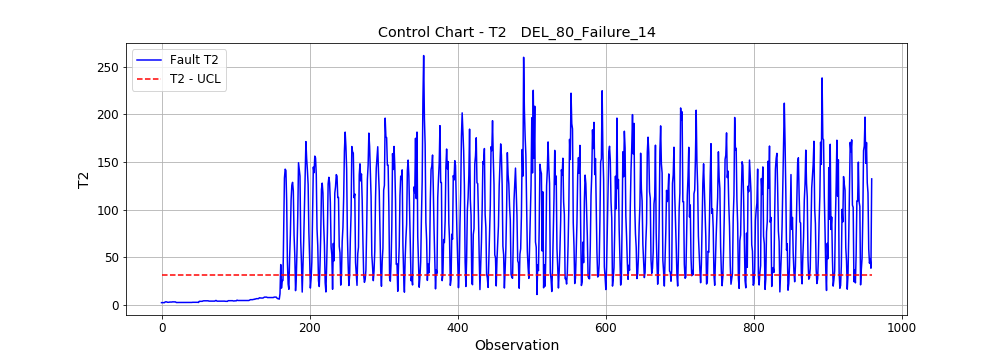 Control Chart - T2   DEL_80_Failure_14
Fault T2
T2 - UCL
250
200
150
100
50
0
T2
0 200 400 600 800 1000
Observation